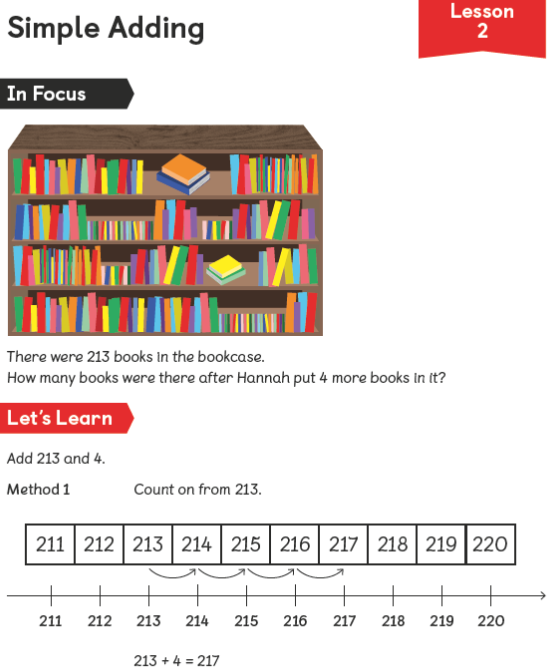 Simple Adding
Lesson
2
In Focus
There were 213 books in the bookcase.
How many books were there after Hannah put 4 more books in it?
Let's Learn
Add 213 and 4.
Method 1 Count on from 213.
211 212 213 214 215 216 217 218 219 220
211 212 213 214 215 216 217 218 219 220
213 + 4 = 217